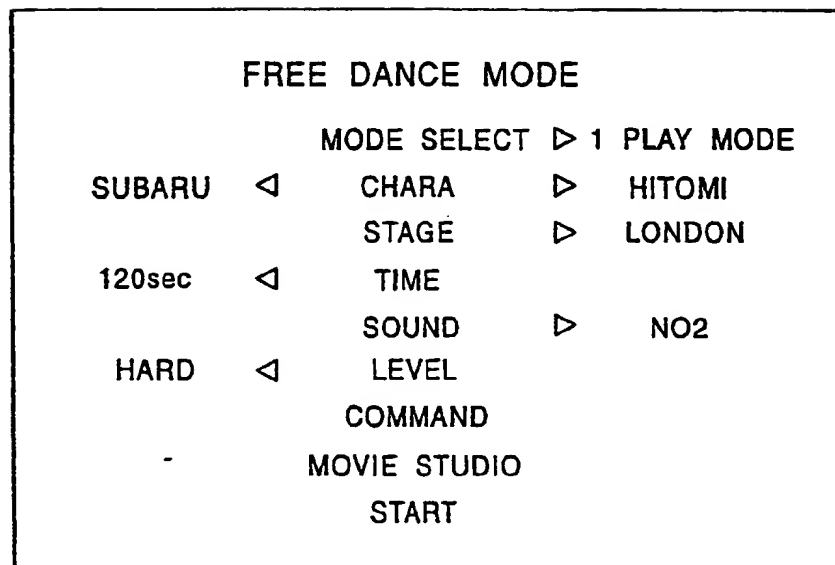 FREE DANCE MODE
MODE SELECT ▷ 1 PLAY MODE
SUBARU ◁ CHARA ▷ HITOMI
STAGE ▷ LONDON
120sec ◁ TIME
SOUND ▷ NO2
HARD ◁ LEVEL
COMMAND
MOVIE STUDIO
START